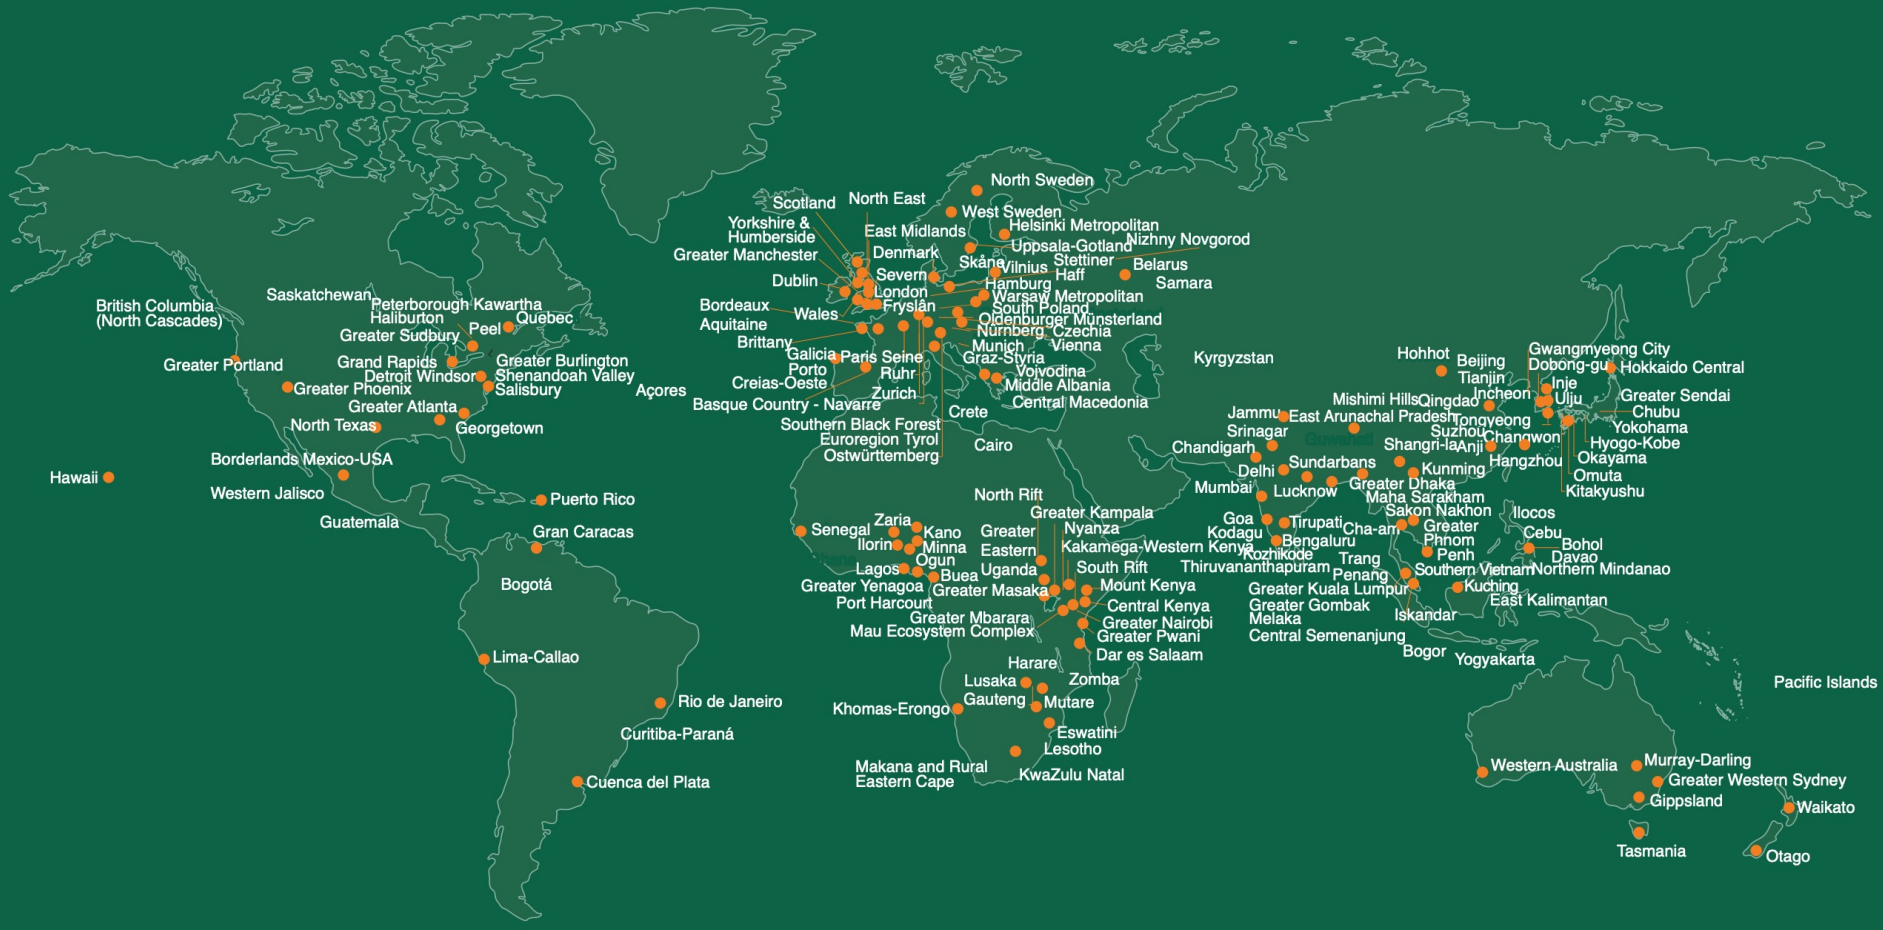 North Sweden
Scotland
North East
West Sweden
Yorkshire &
Humberside
East Midlands
Helsinki Metropolitan
Nizhny Novgorod
Uppsala-Gotland
Greater Manchester
Denmark
Skåne
Stettiner
Haff
Vilnius
Belarus
Samara
Dublin
Severn
Hamburg
London
Warsaw Metropolitan
Bordeaux
Aquitaine
Wales
Fryslân
South Poland
Oldenburger Münsterland
Brittany
Nürnberg
Czechia
Munich
Vienna
Galicia
Porto
Paris Seine
Graz-Styria
Creias-Oeste
Ruhr
Vojvodina
Middle Albania
Basque Country - Navarre
Zurich
Central Macedonia
Southern Black Forest
Crete
Euroregion Tyrol
Ostwürttemberg
Cairo
British Columbia
(North Cascades)
Saskatchewan
Peterborough Kawartha
Haliburton
Quebec
Greater Sudbury
Peel
Greater Portland
Grand Rapids
Greater Burlington
Detroit Windsor
Shenandoah Valley
Greater Phoenix
Salisbury
Açores
Greater Atlanta
North Texas
Georgetown
Borderlands Mexico-USA
Hawaii
Western Jalisco
Puerto Rico
Guatemala
Gran Caracas
Bogotá
Lima-Callao
Rio de Janeiro
Curitiba-Paraná
Cuenca del Plata
North Rift
Greater Kampala
Senegal
Zaria
Kano
Greater
Eastern
Uganda
Nyanza
Ilorin
Minna
Kakamega-Western Kenya
Ghana
Ogun
Lagos
Buea
South Rift
Greater Yenagoa
Greater Masaka
Mount Kenya
Port Harcourt
Central Kenya
Greater Mbarara
Greater Nairobi
Mau Ecosystem Complex
Greater Pwani
Dar es Salaam
Harare
Lusaka
Zomba
Gauteng
Mutare
Khomas-Erongo
Eswatini
Lesotho
Makana and Rural
Eastern Cape
KwaZulu Natal
Kyrgyzstan
Hohhot
Beijing
Tianjin
Gwangmyeong City
Dobong-gu
Hokkaido Central
Inje
Incheon
Mishimi Hills
Qingdao
Ulju
Greater Sendai
Jammu
East Arunachal Pradesh
Tongyeong
Chubu
Srinagar
Guwahati
Suzhou
Changwon
Yokohama
Chandigarh
Shangri-la
Anji
Hyogo-Kobe
Delhi
Sundarbans
Kunming
Hangzhou
Okayama
Mumbai
Lucknow
Greater Dhaka
Omuta
Maha Sarakham
Kitakyushu
Sakon Nakhon
Ilocos
Goa
Tirupati
Cha-am
Greater
Phnom
Penh
Cebu
Kodagu
Bengaluru
Bohol
Kozhikode
Trang
Davao
Thiruvananthapuram
Penang
Southern Vietnam
Northern Mindanao
Greater Kuala Lumpur
Kuching
Greater Gombak
East Kalimantan
Melaka
Iskandar
Central Semenanjung
Bogor
Yogyakarta
Pacific Islands
Western Australia
Murray-Darling
Greater Western Sydney
Gippsland
Waikato
Tasmania
Otago